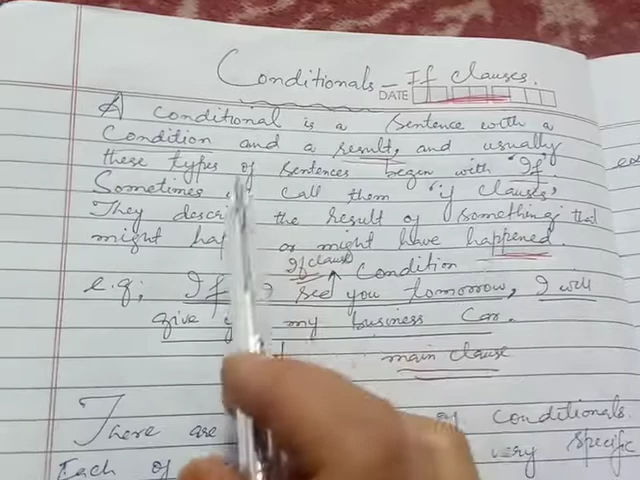 Conditionals - If clauses.
DATE
A conditional is a sentence with a
Condition and a result, and usually
these types of sentences begin with "If"
Sometimes call them 'if clauses'
They the result of something that
might or might have happened.
If clause Condition
e.g; If I see you tomorrow, I will
give my business Car.
main clause
There are of conditionals.
Each of very specific